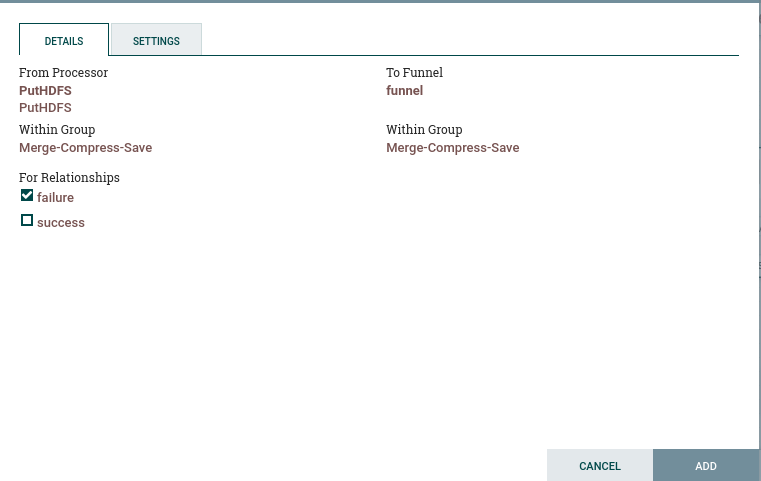 DETAILS
SETTINGS
From Processor
PutHDFS
PutHDFS
Within Group
Merge-Compress-Save
To Funnel
funnel
Within Group
Merge-Compress-Save
For Relationships
failure
success
CANCEL
ADD